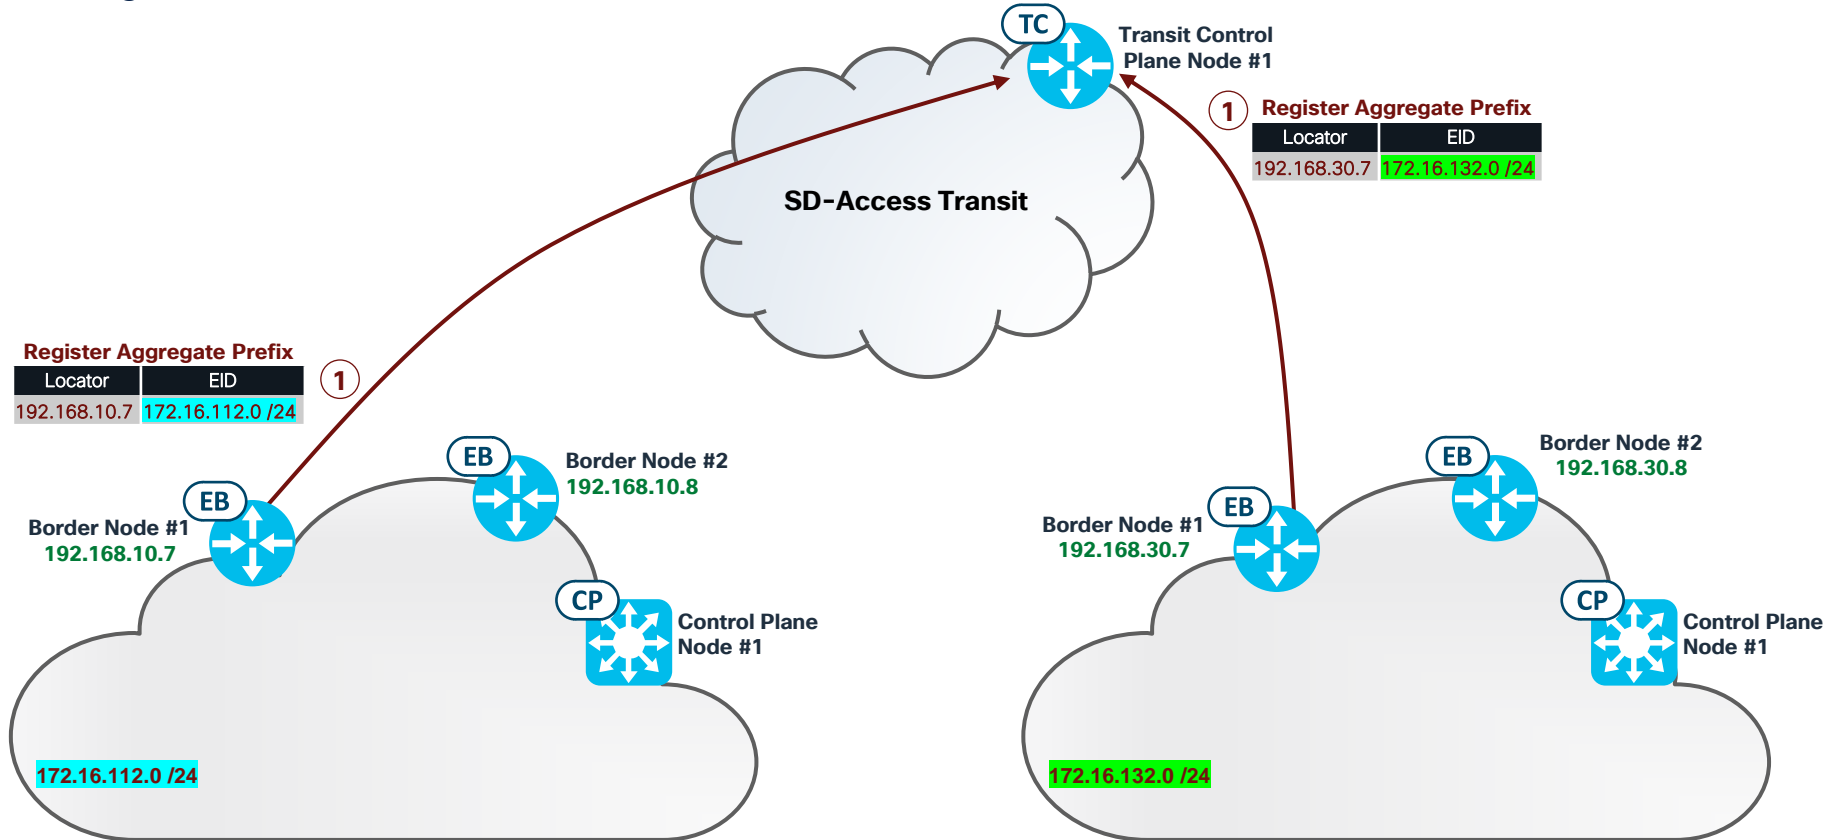 TC
Transit Control
Plane Node #1
1
Register Aggregate Prefix
Locator EID
192.168.30.7 172.16.132.0 /24
SD-Access Transit
Register Aggregate Prefix
Locator EID
192.168.10.7 172.16.112.0 /24
1
EB
Border Node #2
192.168.10.8
EB
Border Node #1
192.168.10.7
CP
Control Plane
Node #1
172.16.112.0 /24
EB
Border Node #2
192.168.30.8
EB
Border Node #1
192.168.30.7
CP
Control Plane
Node #1
172.16.132.0 /24